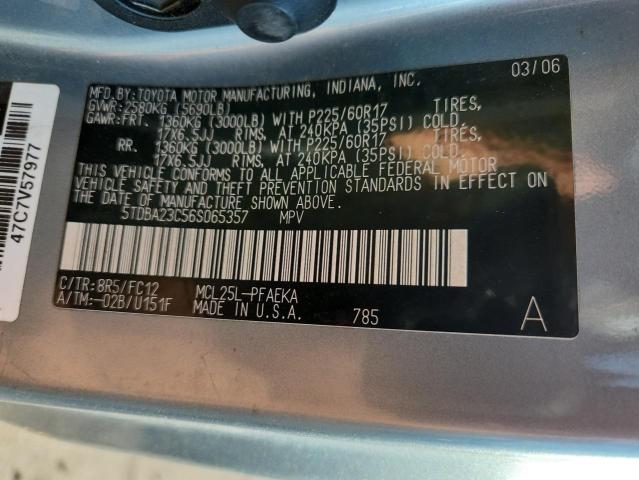 MFD.BY:TOYOTA MOTOR MANUFACTURING, INDIANA, INC. 03/06
GVWR:2580KG (5690LB)
GAWR:FRT. 1360KG (3000LB) WITH P225/60R17 TIRES,
17X6.5JJ RIMS, AT 240KPA (35PSI) COLD.
RR. 1360KG (3000LB) WITH P225/60R17 TIRES,
17X6.5JJ RIMS, AT 240KPA (35PSI) COLD.
THIS VEHICLE CONFORMS TO ALL APPLICABLE FEDERAL MOTOR
VEHICLE SAFETY AND THEFT PREVENTION STANDARDS IN EFFECT ON
THE DATE OF MANUFACTURE SHOWN ABOVE.
5TDBA23C56S065357 MPV
C/TR:8R5/FC12 MCL25L-PFAEKA
A/TM:-02B/U151F MADE IN U.S.A. 785 A
47C7V57977